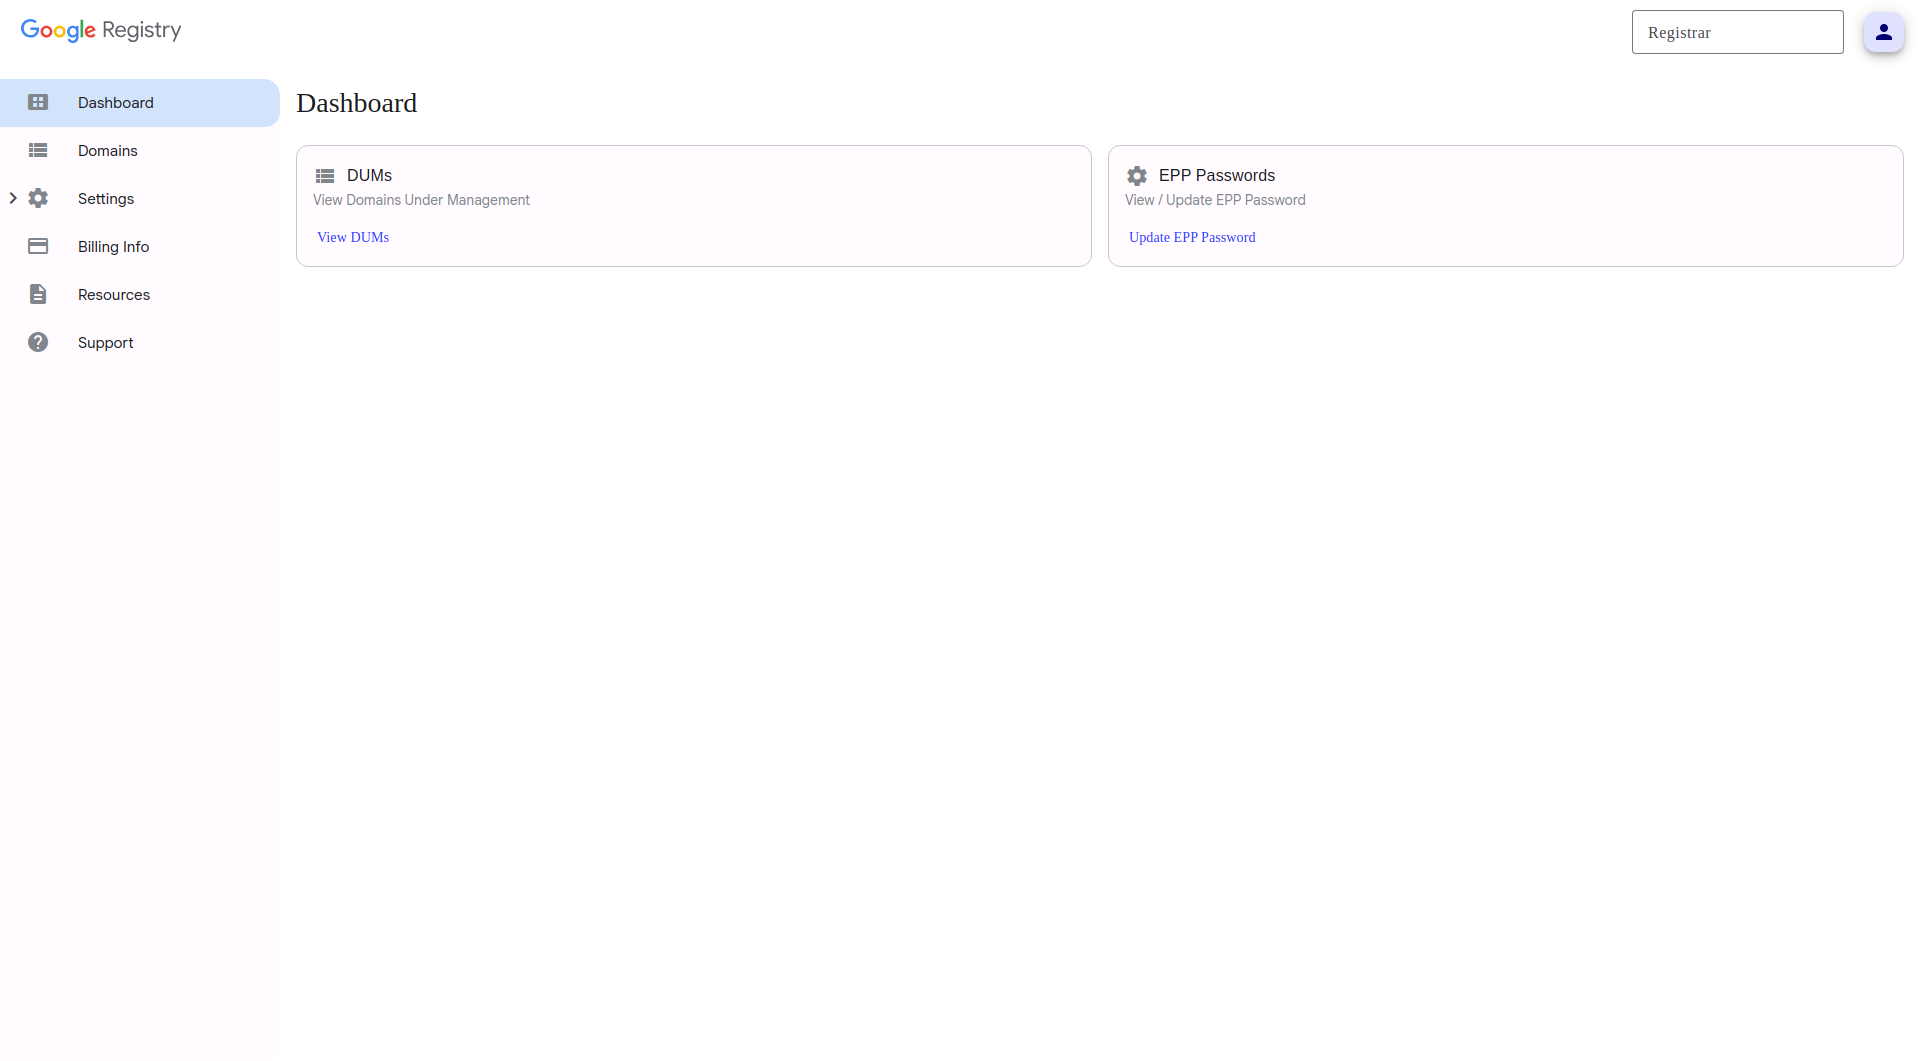 Google Registry
Registrar
Dashboard
Domains
Settings
Billing Info
Resources
Support
Dashboard
DUMs
View Domains Under Management
View DUMs
EPP Passwords
View / Update EPP Password
Update EPP Password